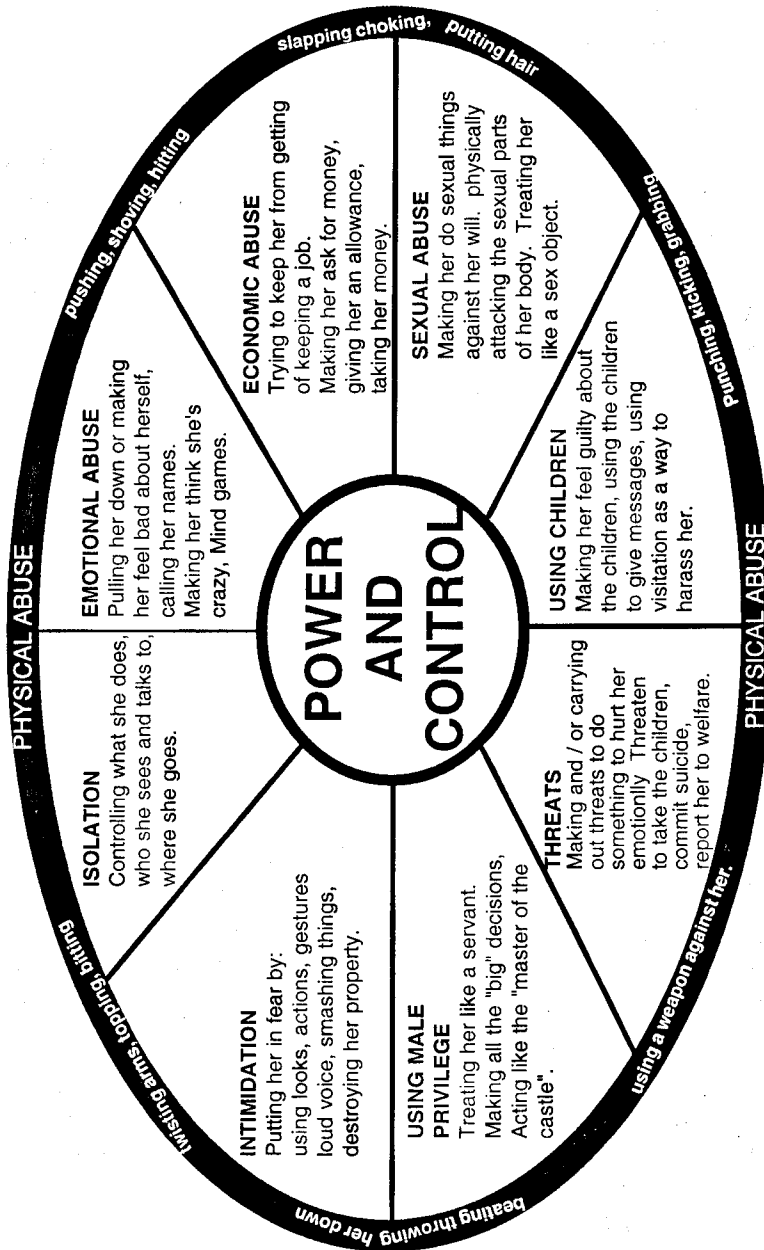 PHYSICAL ABUSE
twisting arms, topping, bitting
pushing, shoving, hitting
slapping choking,
putting hair
Punching, kicking, grabbing
PHYSICAL ABUSE
using a weapon against her.
beating throwing her down
POWER
AND
CONTROL
ISOLATION
Controlling what she does,
who she sees and talks to,
where she goes.
EMOTIONAL ABUSE
Pulling her down or making
her feel bad about herself,
calling her names.
Making her think she's
crazy, Mind games.
ECONOMIC ABUSE
Trying to keep her from getting
of keeping a job.
Making her ask for money,
giving her an allowance,
taking her money.
SEXUAL ABUSE
Making her do sexual things
against her will. physically
attacking the sexual parts
of her body. Treating her
like a sex object.
USING CHILDREN
Making her feel guilty about
the children, using the children
to give messages, using
visitation as a way to
harass her.
THREATS
Making and / or carrying
out threats to do
something to hurt her
emotionlly Threaten
to take the children,
commit suicide,
report her to welfare.
USING MALE
PRIVILEGE
Treating her like a servant.
Making all the "big" decisions,
Acting like the "master of the
castle".
INTIMIDATION
Putting her in fear by:
using looks, actions, gestures
loud voice, smashing things,
destroying her property.